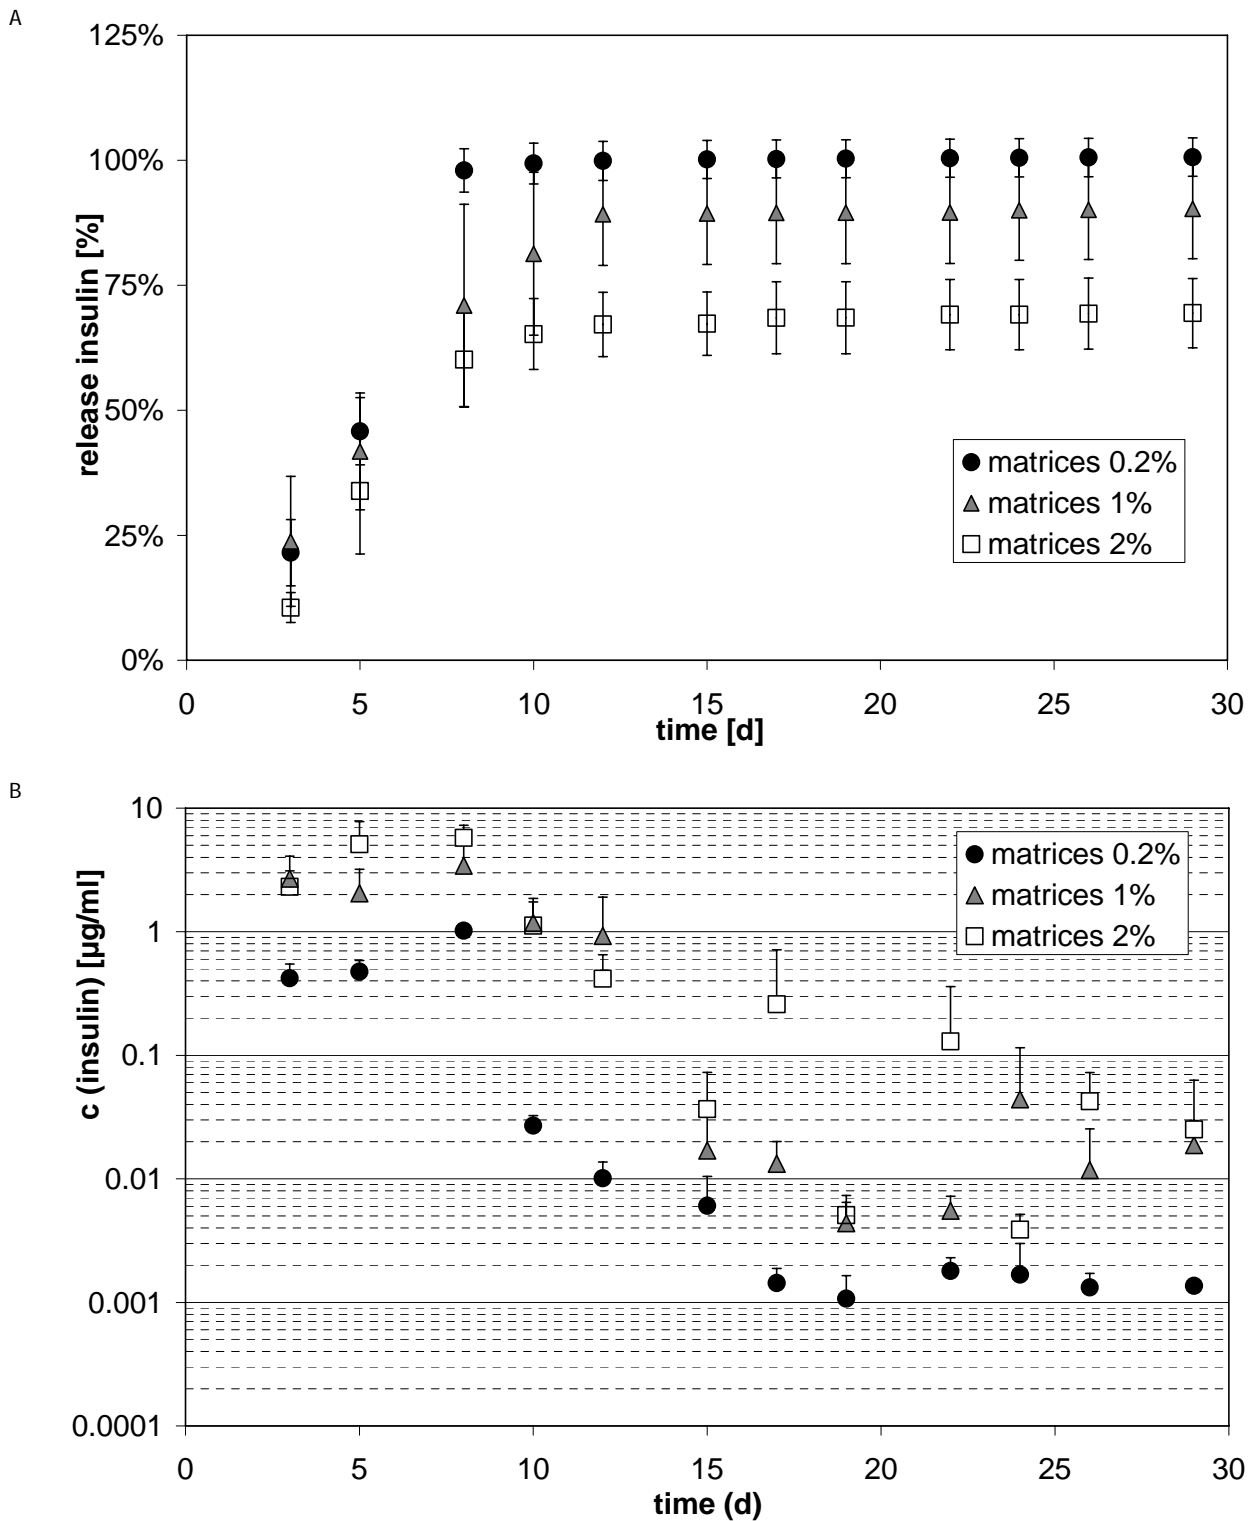 A
125%
100%
75%
50%
25%
0%
release insulin [%]
matrices 0.2%
matrices 1%
matrices 2%
0 5 10 15 20 25 30
time [d]
B
10
1
0.1
0.01
0.001
0.0001
c (insulin) [µg/ml]
matrices 0.2%
matrices 1%
matrices 2%
0 5 10 15 20 25 30
time (d)